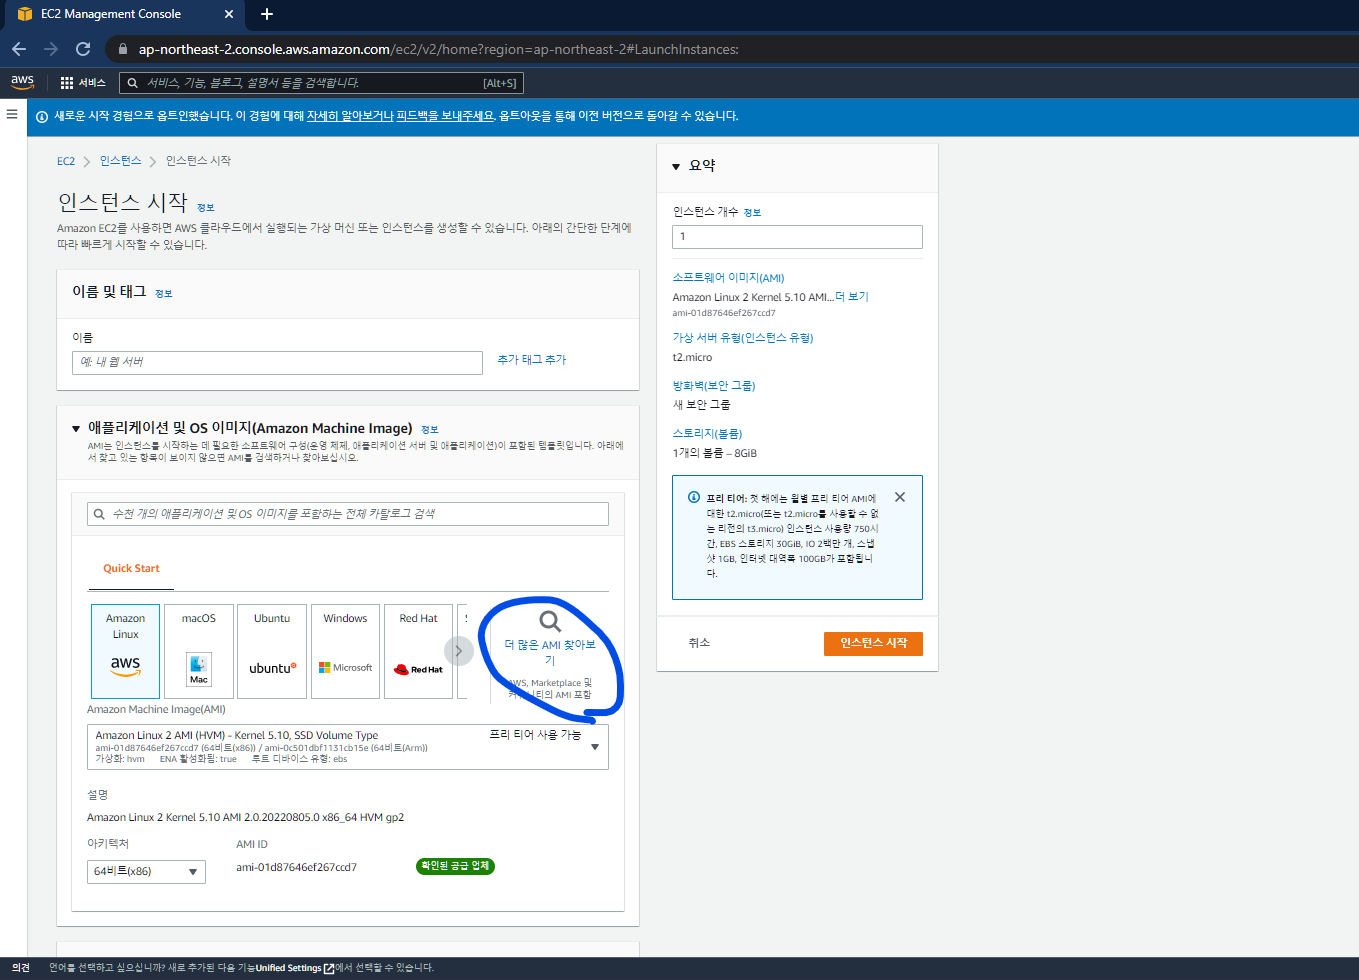 EC2 Management Console
ap-northeast-2.console.aws.amazon.com/ec2/v2/home?region=ap-northeast-2#LaunchInstances:
aws
서비스
서비스, 기능, 블로그, 설명서 등을 검색합니다.
[Alt+S]
새로운 시작 경험으로 옵트인했습니다. 이 경험에 대해 자세히 알아보거나 피드백을 보내주세요. 옵트아웃을 통해 이전 버전으로 돌아갈 수 있습니다.
EC2 > 인스턴스 > 인스턴스 시작
인스턴스 시작 정보
Amazon EC2를 사용하면 AWS 클라우드에서 실행되는 가상 머신 또는 인스턴스를 생성할 수 있습니다. 아래의 간단한 단계에
따라 빠르게 시작할 수 있습니다.
이름 및 태그 정보
이름
예: 내 웹 서버
추가 태그 추가
애플리케이션 및 OS 이미지(Amazon Machine Image) 정보
AMI는 인스턴스를 시작하는 데 필요한 소프트웨어 구성(운영 체제, 애플리케이션 서버 및 애플리케이션)이 포함된 템플릿입니다. 아래에
서 찾고 있는 항목이 보이지 않으면 AMI를 검색하거나 찾아보십시오.
수천 개의 애플리케이션 및 OS 이미지를 포함하는 전체 카탈로그 검색
Quick Start
Amazon
Linux
aws
macOS
Mac
Ubuntu
ubuntu
Windows
Microsoft
Red Hat
Red Hat
더 많은 AMI 찾아보
기
AWS, Marketplace 및
커뮤니티의 AMI 포함
Amazon Machine Image(AMI)
Amazon Linux 2 AMI (HVM) - Kernel 5.10, SSD Volume Type
프리 티어 사용 가능
ami-01d87646ef267ccd7 (64비트(x86)) / ami-0c501dbf1131cb15e (64비트(Arm))
가상화: hvm ENA 활성화됨: true 루트 디바이스 유형: ebs
설명
Amazon Linux 2 Kernel 5.10 AMI 2.0.20220805.0 x86_64 HVM gp2
아키텍처
AMI ID
64비트(x86)
ami-01d87646ef267ccd7
확인된 공급 업체
요약
인스턴스 개수 정보
1
소프트웨어 이미지(AMI)
Amazon Linux 2 Kernel 5.10 AMI...더 보기
ami-01d87646ef267ccd7
가상 서버 유형(인스턴스 유형)
t2.micro
방화벽(보안 그룹)
새 보안 그룹
스토리지(볼륨)
1개의 볼륨 – 8GiB
프리 티어: 첫 해에는 월별 프리 티어 AMI에
대한 t2.micro(또는 t2.micro를 사용할 수 없
는 리전의 t3.micro) 인스턴스 사용량 750시
간, EBS 스토리지 30GiB, IO 2백만 개, 스냅
샷 1GB, 인터넷 대역폭 100GB가 포함됩니
다.
취소
인스턴스 시작
의견
언어를 선택하고 싶으십니까? 새로 추가된 다음 기능Unified Settings에서 선택할 수 있습니다.